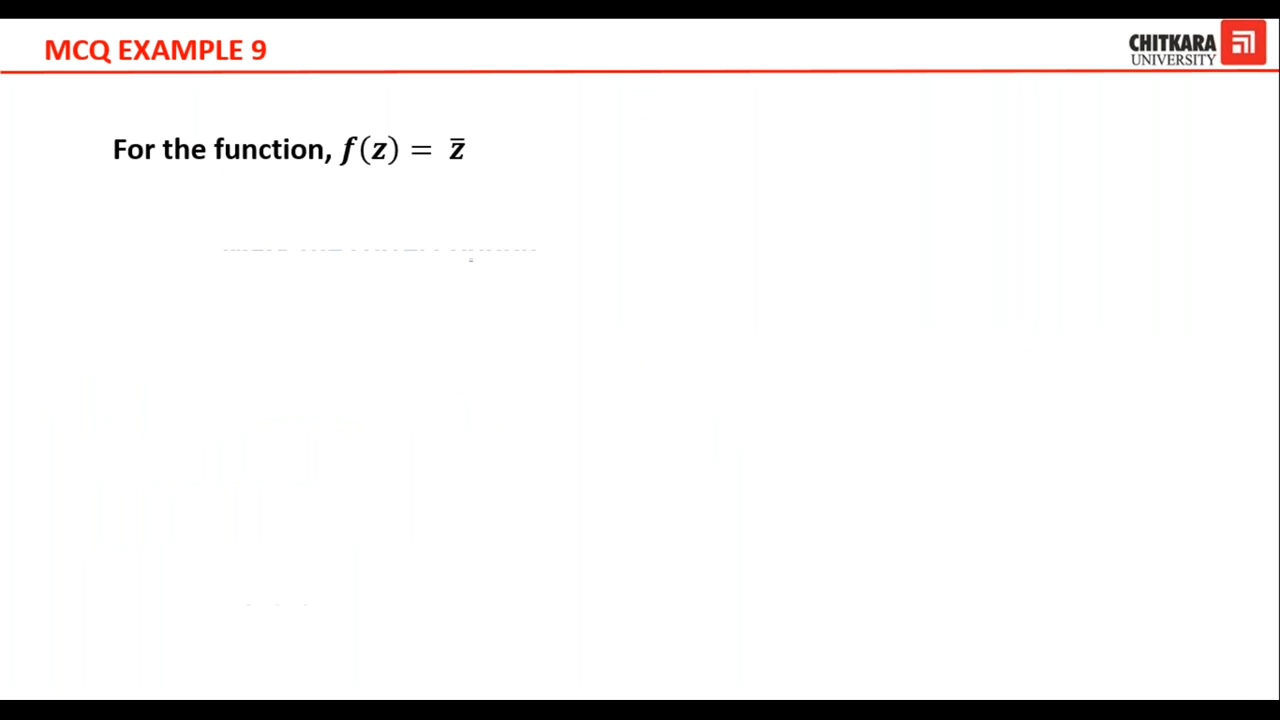 MCQ EXAMPLE 9
CHITKARA
UNIVERSITY
For the function, f(z) = z̄